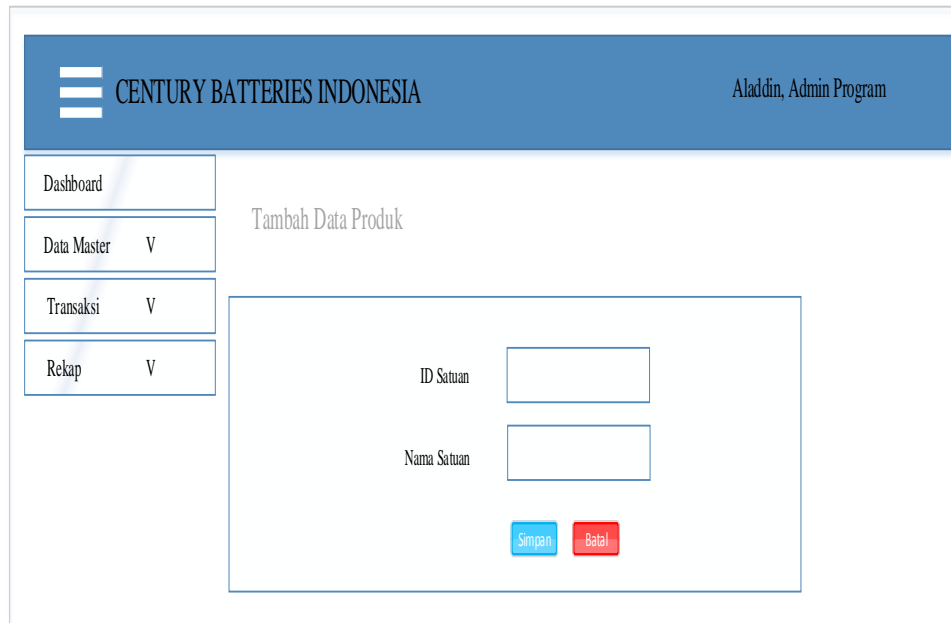 CENTURY BATTERIES INDONESIA
Aladdin, Admin Program
Dashboard
Data Master V
Transaksi V
Rekap V
Tambah Data Produk
ID Satuan
Nama Satuan
Simpan
Batal